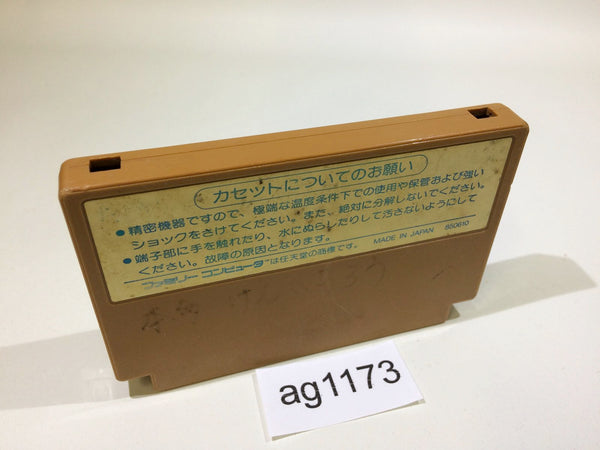 カセットについてのお願い
●精密機器ですので、極端な温度条件下での使用や保管および強い
ショックをさけてください。また、絶対に分解しないでください。
●端子部に手を触れたり、水にぬらしたりして汚さないようにして
ください。故障の原因となります。
ファミリーコンピュータは任天堂の商標です。 MADE IN JAPAN 850610
ag1173